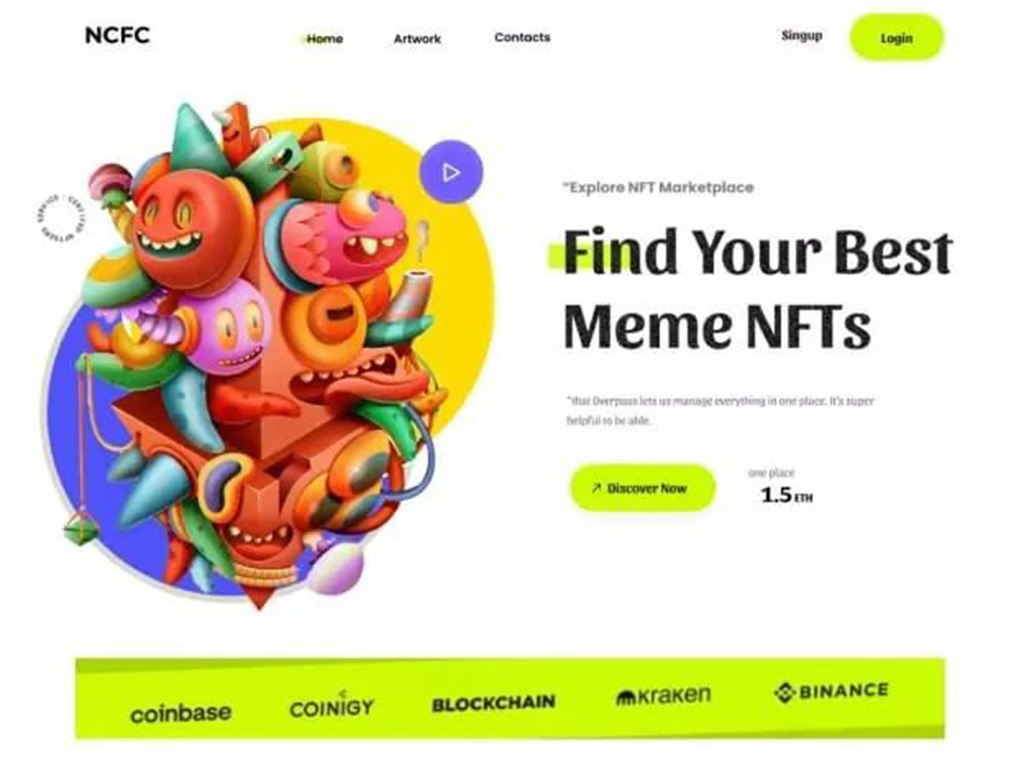 NCFC
Home Artwork Contacts
Singup Login
"Explore NFT Marketplace
Find Your Best
Meme NFTs
"that Overpass lets us manage everything in one place. It's super
helpful to be able.
Discover Now
one place
1.5 ETH
coinbase COINIGY BLOCKCHAIN kraken BINANCE